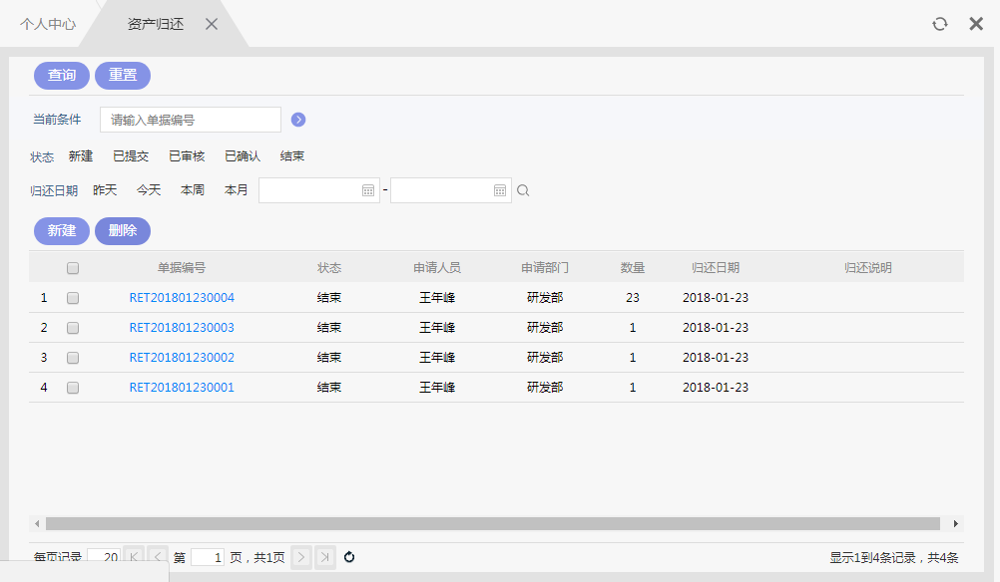 个人中心 资产归还
查询 重置
当前条件 请输入单据编号
状态 新建 已提交 已审核 已确认 结束
归还日期 昨天 今天 本周 本月 -
新建 删除
单据编号 状态 申请人员 申请部门 数量 归还日期 归还说明
1 RET201801230004 结束 王年峰 研发部 23 2018-01-23
2 RET201801230003 结束 王年峰 研发部 1 2018-01-23
3 RET201801230002 结束 王年峰 研发部 1 2018-01-23
4 RET201801230001 结束 王年峰 研发部 1 2018-01-23
每页记录 20 第 1 页，共1页 显示1到4条记录，共4条